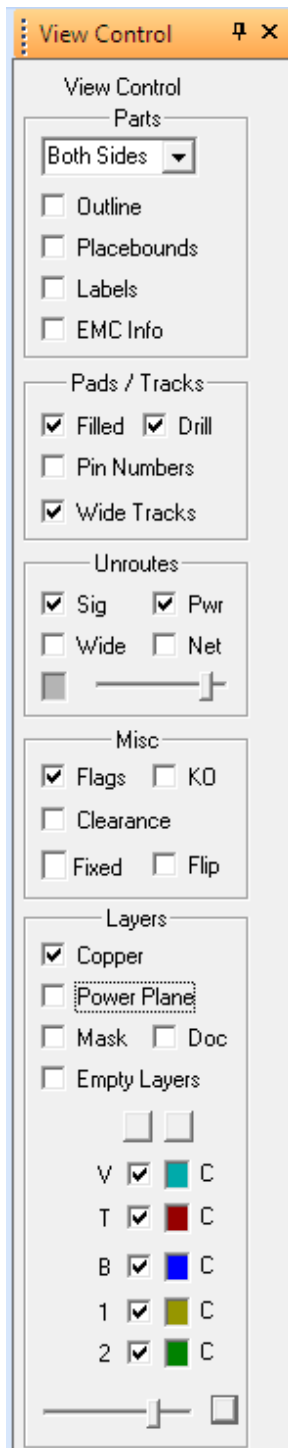 View Control
View Control
Parts
Both Sides
Outline
Placebounds
Labels
EMC Info
Pads / Tracks
Filled Drill
Pin Numbers
Wide Tracks
Unroutes
Sig Pwr
Wide Net
Misc
Flags KO
Clearance
Fixed Flip
Layers
Copper
Power Plane
Mask Doc
Empty Layers
V C
T C
B C
1 C
2 C